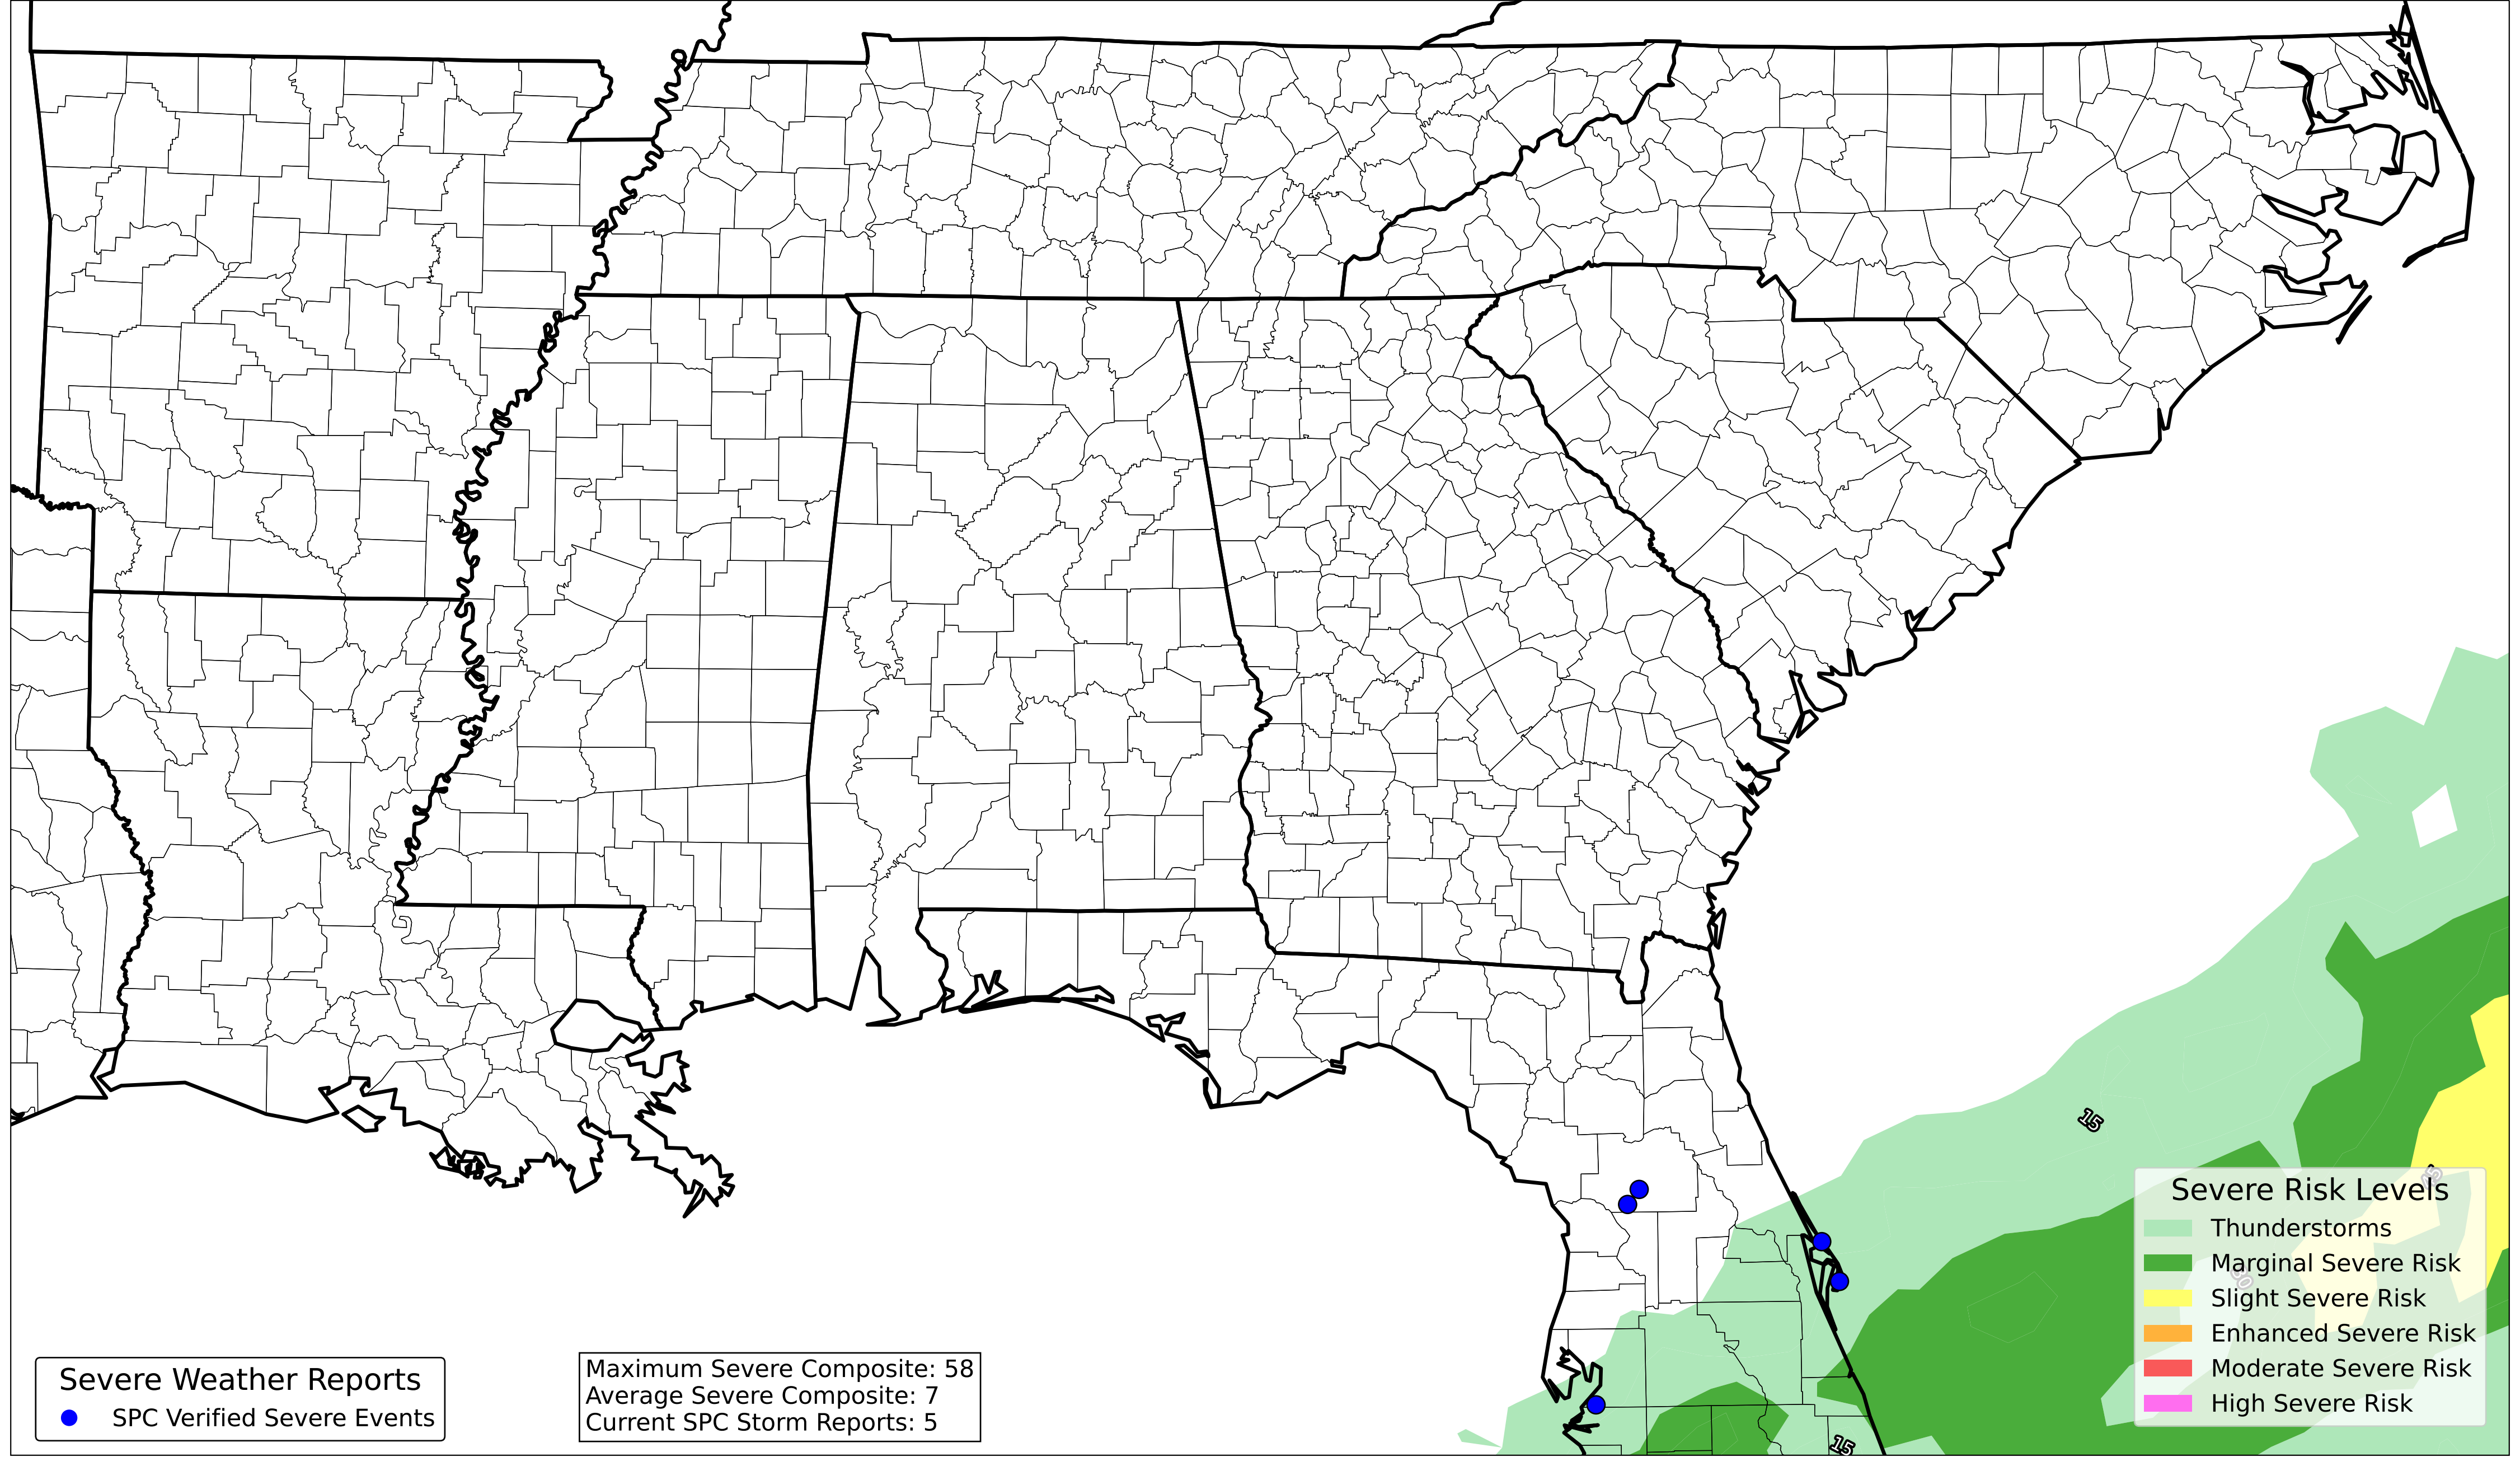 15
25
30
15
Severe Risk Levels
Thunderstorms
Marginal Severe Risk
Slight Severe Risk
Enhanced Severe Risk
Moderate Severe Risk
High Severe Risk
Severe Weather Reports
SPC Verified Severe Events
Maximum Severe Composite: 58
Average Severe Composite: 7
Current SPC Storm Reports: 5